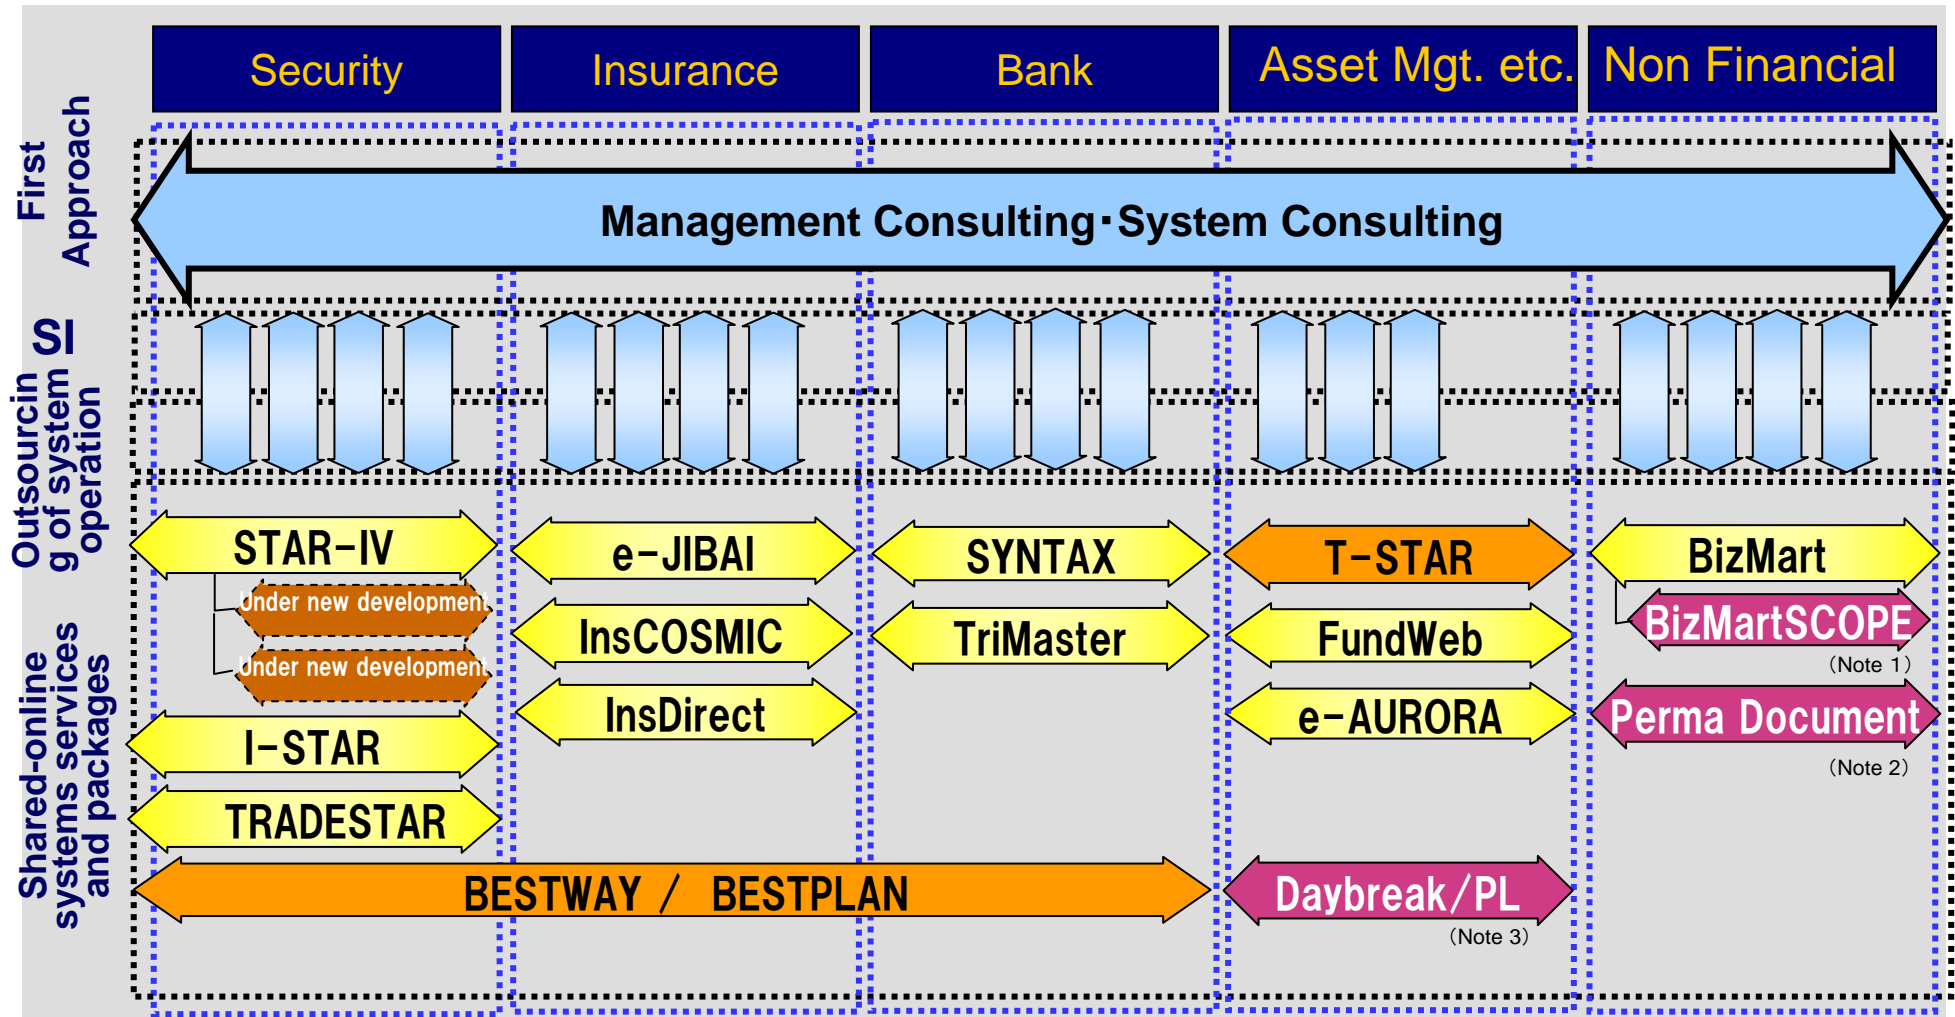 Security
Insurance
Bank
Asset Mgt. etc.
Non Financial
First
Approach
Management Consulting・System Consulting
SI
Outsourcin
g of system
operation
Shared-online
systems services
and packages
STAR-IV
Under new development
Under new development
I-STAR
TRADESTAR
e-JIBAI
InsCOSMIC
InsDirect
SYNTAX
TriMaster
BESTWAY / BESTPLAN
T-STAR
FundWeb
e-AURORA
Daybreak/PL
（Note 3）
BizMart
BizMartSCOPE
（Note 1）
Perma Document
（Note 2）